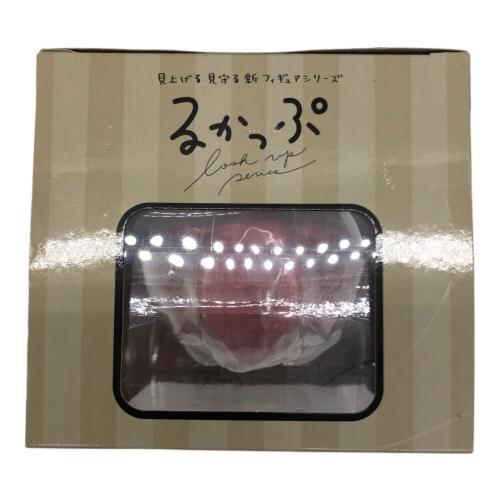 見上げる 見守る 新フィギュアシリーズ
るかっぷ
look up
series